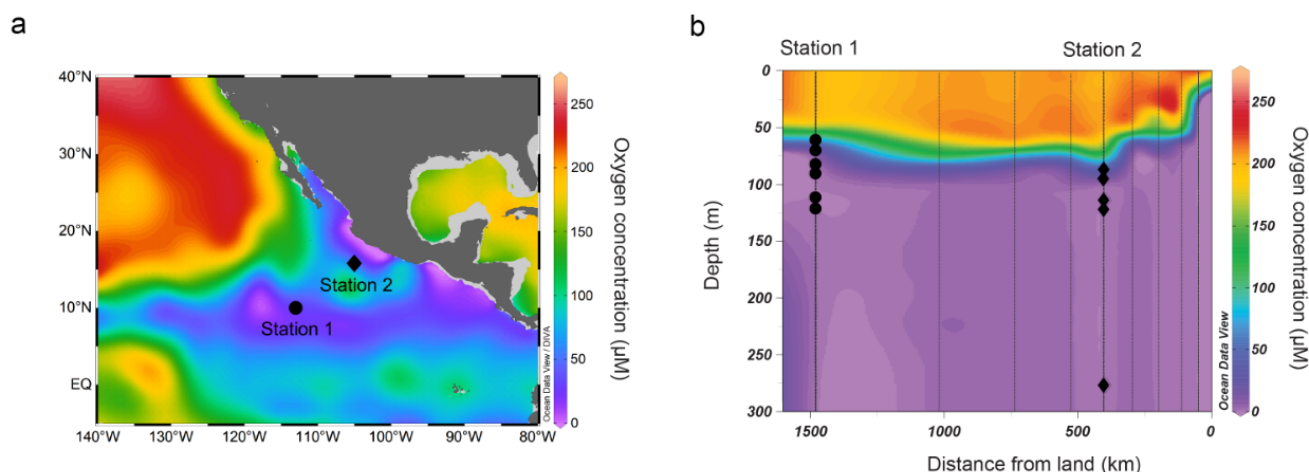 a
40°N
30°N
20°N
10°N
EQ
140°W 130°W 120°W 110°W 100°W 90°W 80°W
Station 2
Station 1
Ocean Data View / DIVA
250
200
150
100
50
0
Oxygen concentration (µM)
b
Station 1 Station 2
0
50
100
150
200
250
300
Depth (m)
1500 1000 500 0
Distance from land (km)
Ocean Data View
250
200
150
100
50
0
Oxygen concentration (µM)